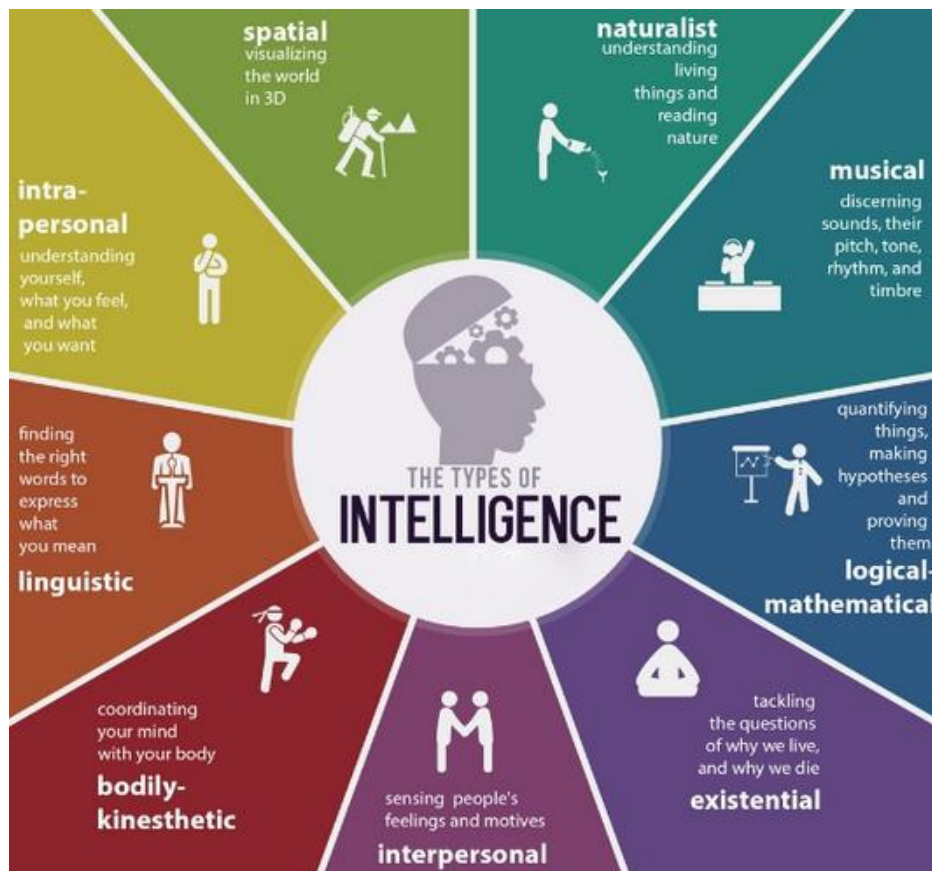 spatial
visualizing
the world
in 3D
naturalist
understanding
living
things and
reading
nature
musical
discerning
sounds, their
pitch, tone,
rhythm, and
timbre
quantifying
things,
making
hypotheses
and
proving
them
logical-
mathematical
tackling
the questions
of why we live,
and why we die
existential
sensing people's
feelings and motives
interpersonal
coordinating
your mind
with your body
bodily-
kinesthetic
finding
the right
words to
express
what
you mean
linguistic
intra-
personal
understanding
yourself,
what you feel,
and what
you want
THE TYPES OF
INTELLIGENCE